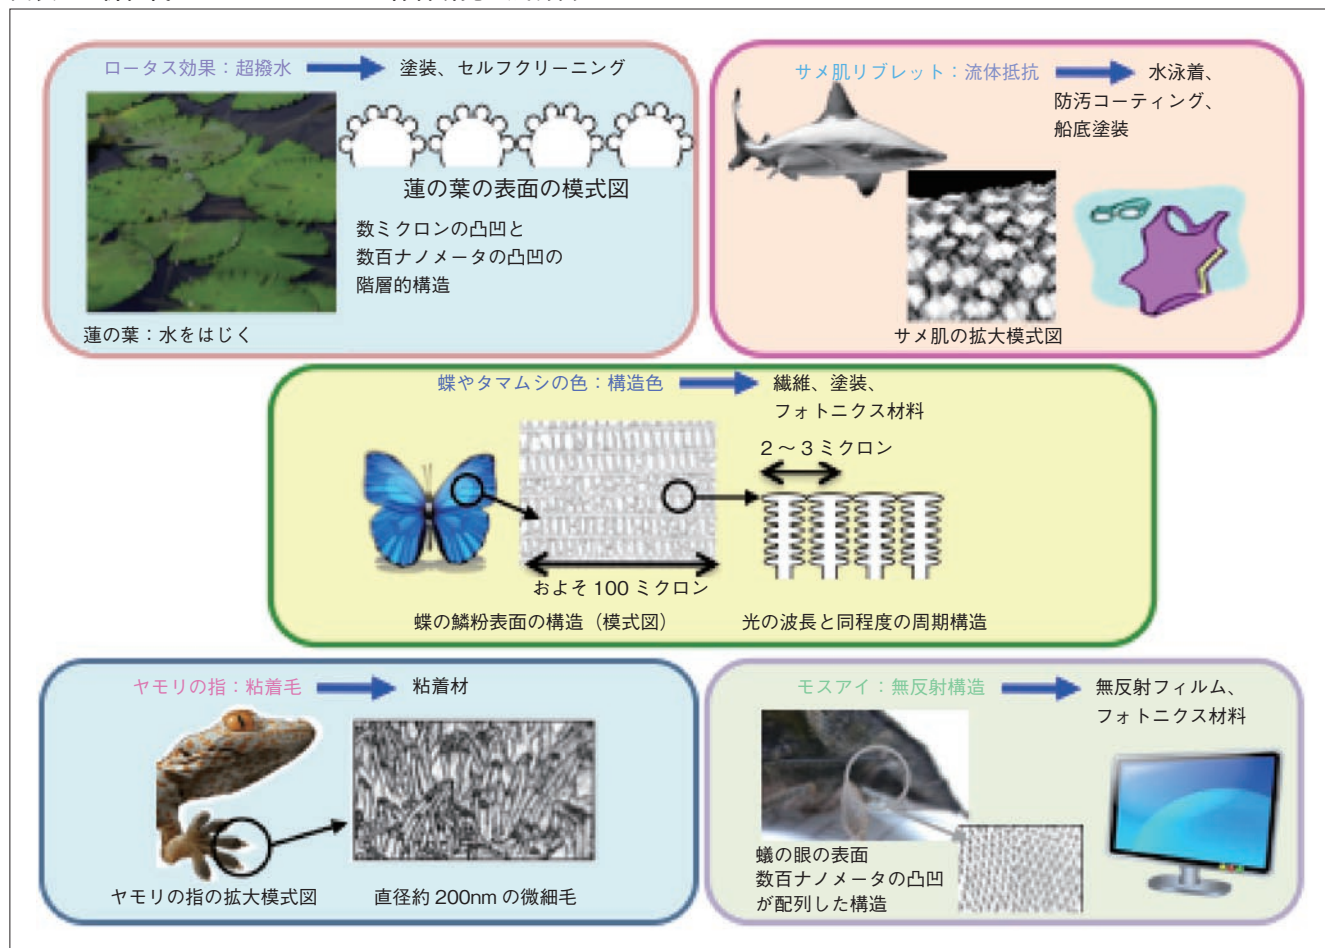 ロータス効果：超撥水
塗装、セルフクリーニング
蓮の葉の表面の模式図
数ミクロンの凸凹と
数百ナノメータの凸凹の
階層的構造
蓮の葉：水をはじく
サメ肌リブレット：流体抵抗
水泳着、
防汚コーティング、
船底塗装
サメ肌の拡大模式図
蝶やタマムシの色：構造色
繊維、塗装、
フォトニクス材料
2～3ミクロン
およそ100ミクロン
蝶の鱗粉表面の構造（模式図）
光の波長と同程度の周期構造
ヤモリの指：粘着毛
粘着材
ヤモリの指の拡大模式図
直径約200nmの微細毛
モスアイ：無反射構造
無反射フィルム、
フォトニクス材料
蟻の眼の表面
数百ナノメータの凸凹
が配列した構造